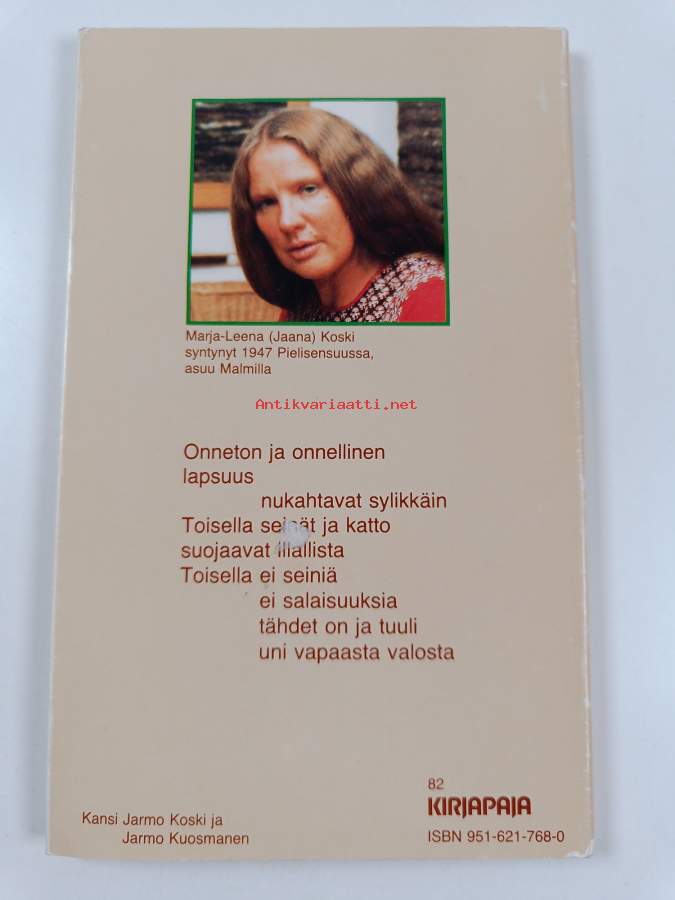 Marja-Leena (Jaana) Koski
syntynyt 1947 Pielisensuussa,
asuu Malmilla
Antikvariaatti.net
Onneton ja onnellinen
lapsuus
nukahtavat sylikkäin
Toisella seinät ja katto
suojaavat illallista
Toisella ei seiniä
ei salaisuuksia
tähdet on ja tuuli
uni vapaasta valosta
82
KIRJAPAJA
ISBN 951-621-768-0
Kansi Jarmo Koski ja
Jarmo Kuosmanen